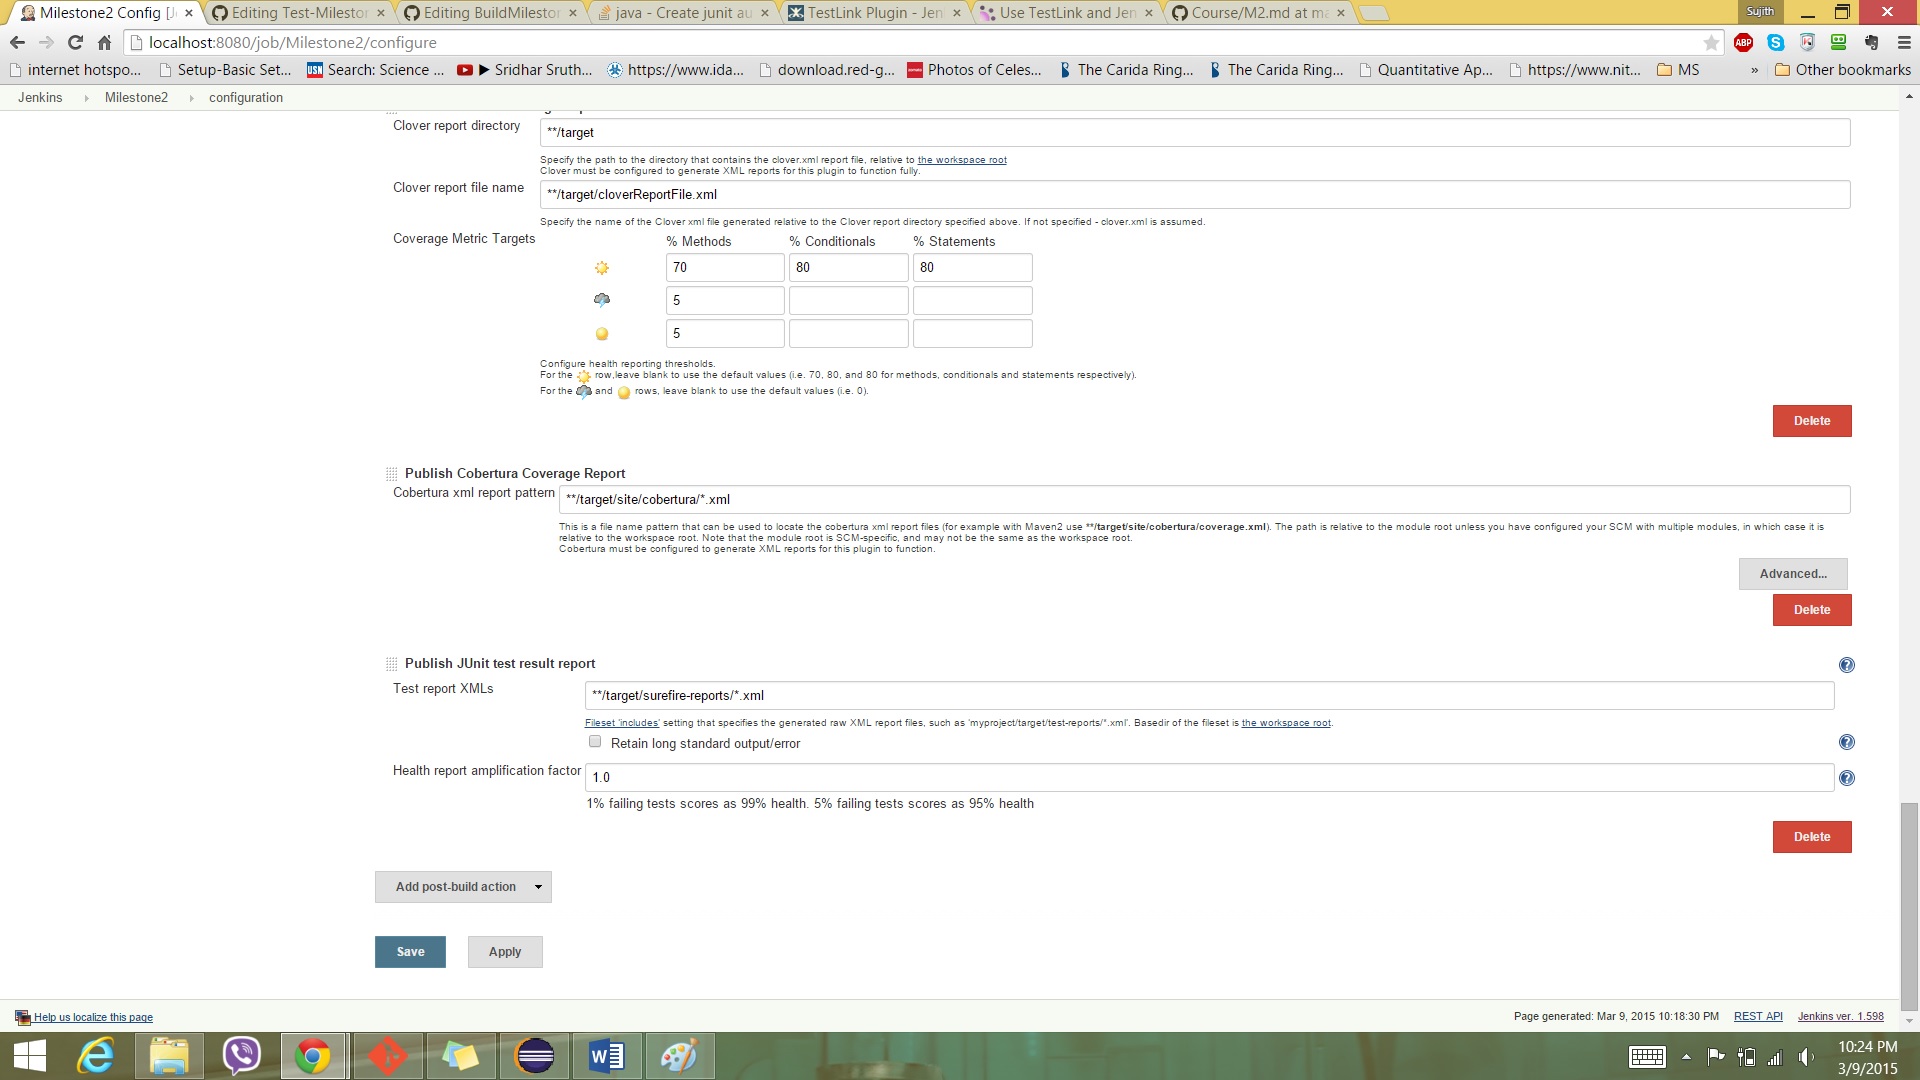 Milestone2 Config [J
Editing Test-Milestor
Editing BuildMilestor
java - Create junit au
TestLink Plugin - Jen
Use TestLink and Jen
Course/M2.md at ma
Sujith
localhost:8080/job/Milestone2/configure
ABP
internet hotspo...
Setup-Basic Set...
USN
Search: Science ...
▶ Sridhar Sruth...
https://www.ida...
download.red-g...
Photos of Celes...
The Carida Ring...
The Carida Ring...
Quantitative Ap...
https://www.nit...
MS
»
Other bookmarks
Jenkins
Milestone2
configuration
Clover report directory
**/target
Specify the path to the directory that contains the clover.xml report file, relative to the workspace root
Clover must be configured to generate XML reports for this plugin to function fully.
Clover report file name
**/target/cloverReportFile.xml
Specify the name of the Clover xml file generated relative to the Clover report directory specified above. If not specified - clover.xml is assumed.
Coverage Metric Targets
% Methods
% Conditionals
% Statements
70
80
80
5
5
Configure health reporting thresholds.
For the row,leave blank to use the default values (i.e. 70, 80, and 80 for methods, conditionals and statements respectively).
For the and rows, leave blank to use the default values (i.e. 0).
Delete
Publish Cobertura Coverage Report
Cobertura xml report pattern
**/target/site/cobertura/*.xml
This is a file name pattern that can be used to locate the cobertura xml report files (for example with Maven2 use **/target/site/cobertura/coverage.xml). The path is relative to the module root unless you have configured your SCM with multiple modules, in which case it is
relative to the workspace root. Note that the module root is SCM-specific, and may not be the same as the workspace root.
Cobertura must be configured to generate XML reports for this plugin to function.
Advanced...
Delete
Publish JUnit test result report
Test report XMLs
**/target/surefire-reports/*.xml
Fileset 'includes' setting that specifies the generated raw XML report files, such as 'myproject/target/test-reports/*.xml'. Basedir of the fileset is the workspace root.
Retain long standard output/error
Health report amplification factor
1.0
1% failing tests scores as 99% health. 5% failing tests scores as 95% health
Delete
Add post-build action
Save
Apply
Help us localize this page
Page generated: Mar 9, 2015 10:18:30 PM
REST API
Jenkins ver. 1.598
10:24 PM
3/9/2015